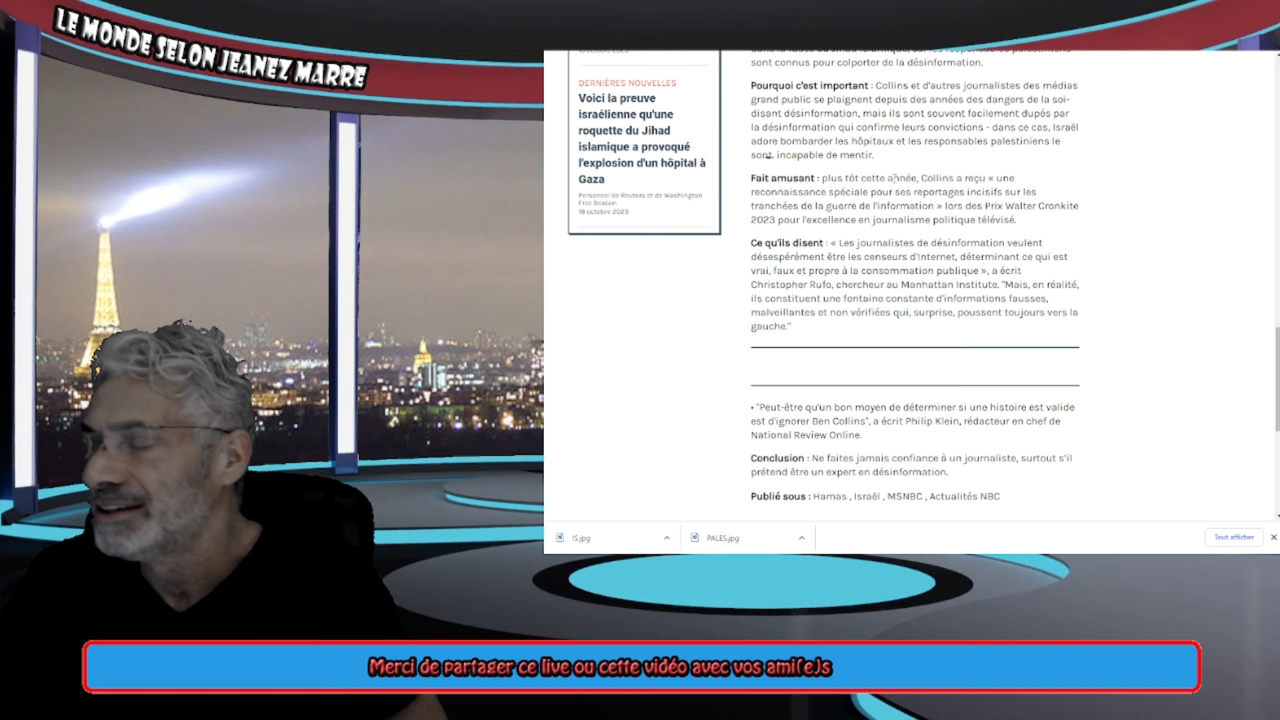 LE MONDE SELON JEANEZ MARRE
DERNIÈRES NOUVELLES
Voici la preuve
israélienne qu'une
roquette du Jihad
islamique a provoqué
l'explosion d'un hôpital à
Gaza
Personnel de Reuters et de Washington
Free Beacon
18 octobre 2023
sont connus pour colporter de la désinformation.
Pourquoi c'est important : Collins et d'autres journalistes des médias
grand public se plaignent depuis des années des dangers de la soi-
disant désinformation, mais ils sont souvent facilement dupés par
la désinformation qui confirme leurs convictions - dans ce cas, Israël
adore bombarder les hôpitaux et les responsables palestiniens le
sont, incapable de mentir.
Fait amusant : plus tôt cette année, Collins a reçu « une
reconnaissance spéciale pour ses reportages incisifs sur les
tranchées de la guerre de l'information » lors des Prix Walter Cronkite
2023 pour l'excellence en journalisme politique télévisé.
Ce qu'ils disent : « Les journalistes de désinformation veulent
désespérément être les censeurs d'Internet, déterminant ce qui est
vrai, faux et propre à la consommation publique », a écrit
Christopher Rufo, chercheur au Manhattan Institute. "Mais, en réalité,
ils constituent une fontaine constante d'informations fausses,
malveillantes et non vérifiées qui, surprise, poussent toujours vers la
gauche."
• "Peut-être qu'un bon moyen de déterminer si une histoire est valide
est d'ignorer Ben Collins", a écrit Philip Klein, rédacteur en chef de
National Review Online.
Conclusion : Ne faites jamais confiance à un journaliste, surtout s'il
prétend être un expert en désinformation.
Publié sous : Hamas , Israël , MSNBC , Actualités NBC
IS.jpg
PALES.jpg
Tout afficher
Merci de partager ce live ou cette vidéo avec vos ami(e)s